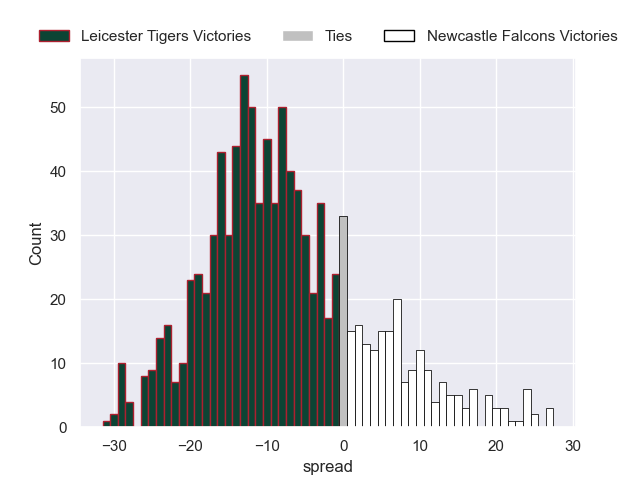 Leicester Tigers Victories Ties Newcastle Falcons Victories
50
40
30
20
10
0
Count
−30 −20 −10 0 10 20 30
spread